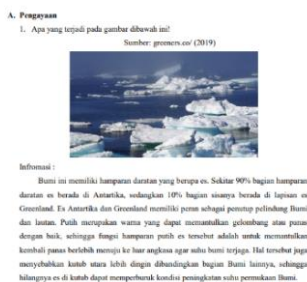 A. Pengayaan
1. Apa yang terjadi pada gambar dibawah ini!
Sumber: greeners.co/ (2019)
Infromasi :
Bumi ini memiliki hamparan daratan yang berupa es. Sekitar 90% bagian hamparan
daratan es berada di Antartika, sedangkan 10% bagian sisanya berada di lapisan es
Greenland. Es Antartika dan Greenland memiliki peran sebagai penutup pelindung Bumi
dan lautan. Putih merupakan warna yang dapat memantulkan gelombang atau panas
dengan baik, sehingga fungsi hamparan putih es tersebut adalah untuk memantulkan
kembali panas berlebih menuju ke luar angkasa agar suhu bumi terjaga. Hal tersebut juga
menyebabkan kutub utara lebih dingin dibandingkan bagian Bumi lainnya, sehingga
hilangnya es di kutub dapat memperburuk kondisi peningkatan suhu permukaan Bumi.